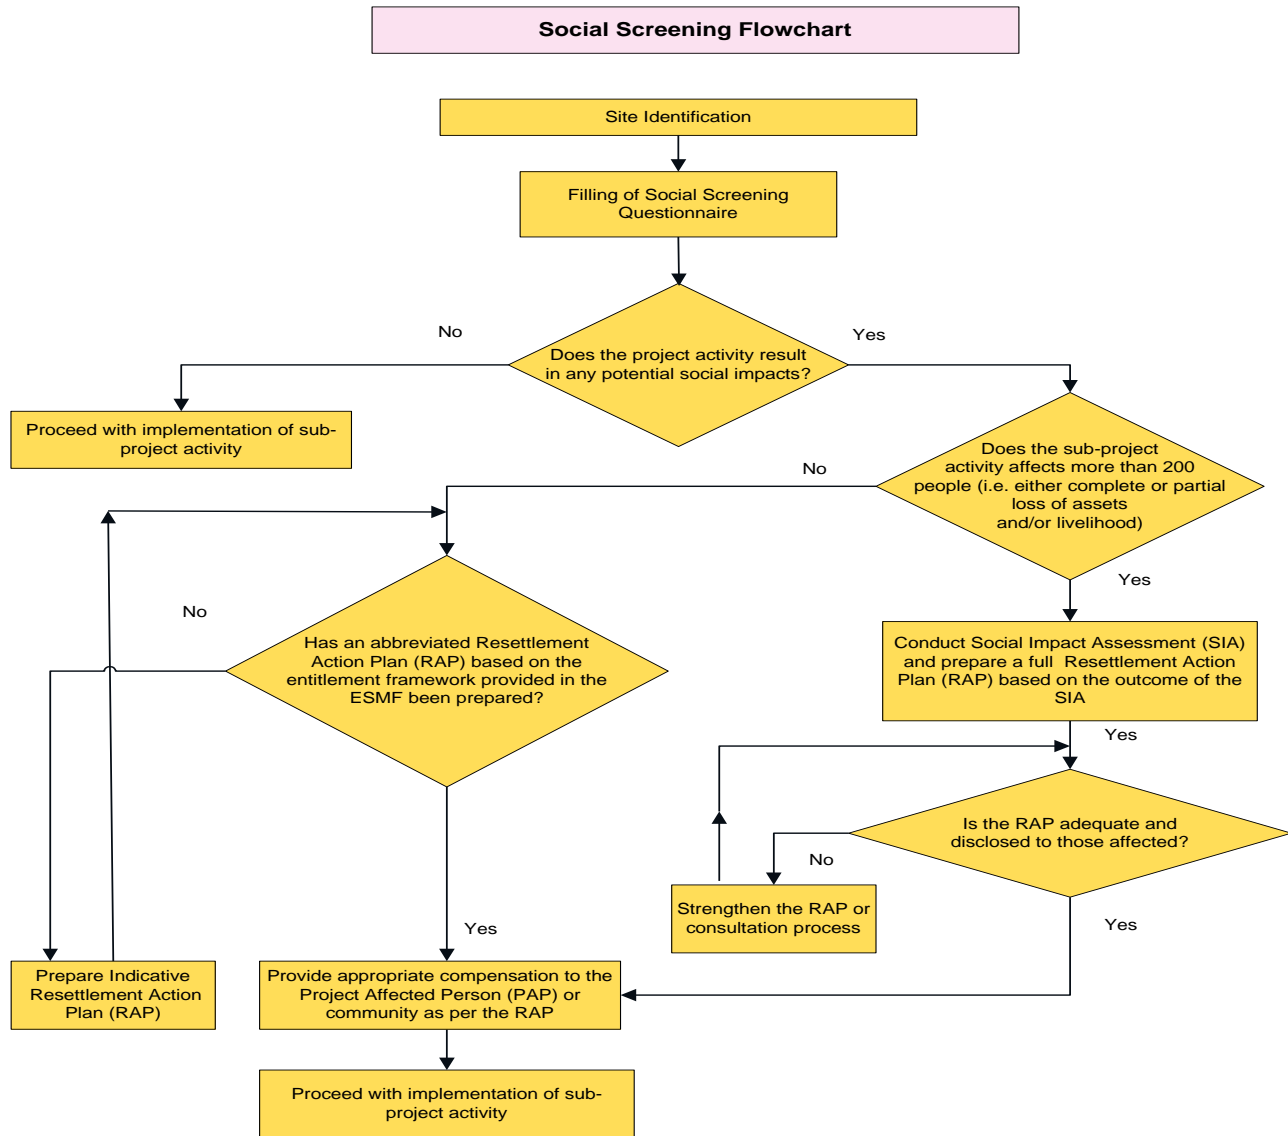 Social Screening Flowchart
Site Identification
Filling of Social Screening
Questionnaire
No
Yes
Does the project activity result
in any potential social impacts?
Proceed with implementation of sub-
project activity
Does the sub-project
activity affects more than 200
people (i.e. either complete or partial
loss of assets
and/or livelihood)
No
Yes
No
Has an abbreviated Resettlement
Action Plan (RAP) based on the
entitlement framework provided in the
ESMF been prepared?
Conduct Social Impact Assessment (SIA)
and prepare a full  Resettlement Action
Plan (RAP) based on the outcome of the
SIA
Yes
Is the RAP adequate and
disclosed to those affected?
No
Strengthen the RAP or
consultation process
Yes
Yes
Prepare Indicative
Resettlement Action
Plan (RAP)
Provide appropriate compensation to the
Project Affected Person (PAP) or
community as per the RAP
Proceed with implementation of sub-
project activity